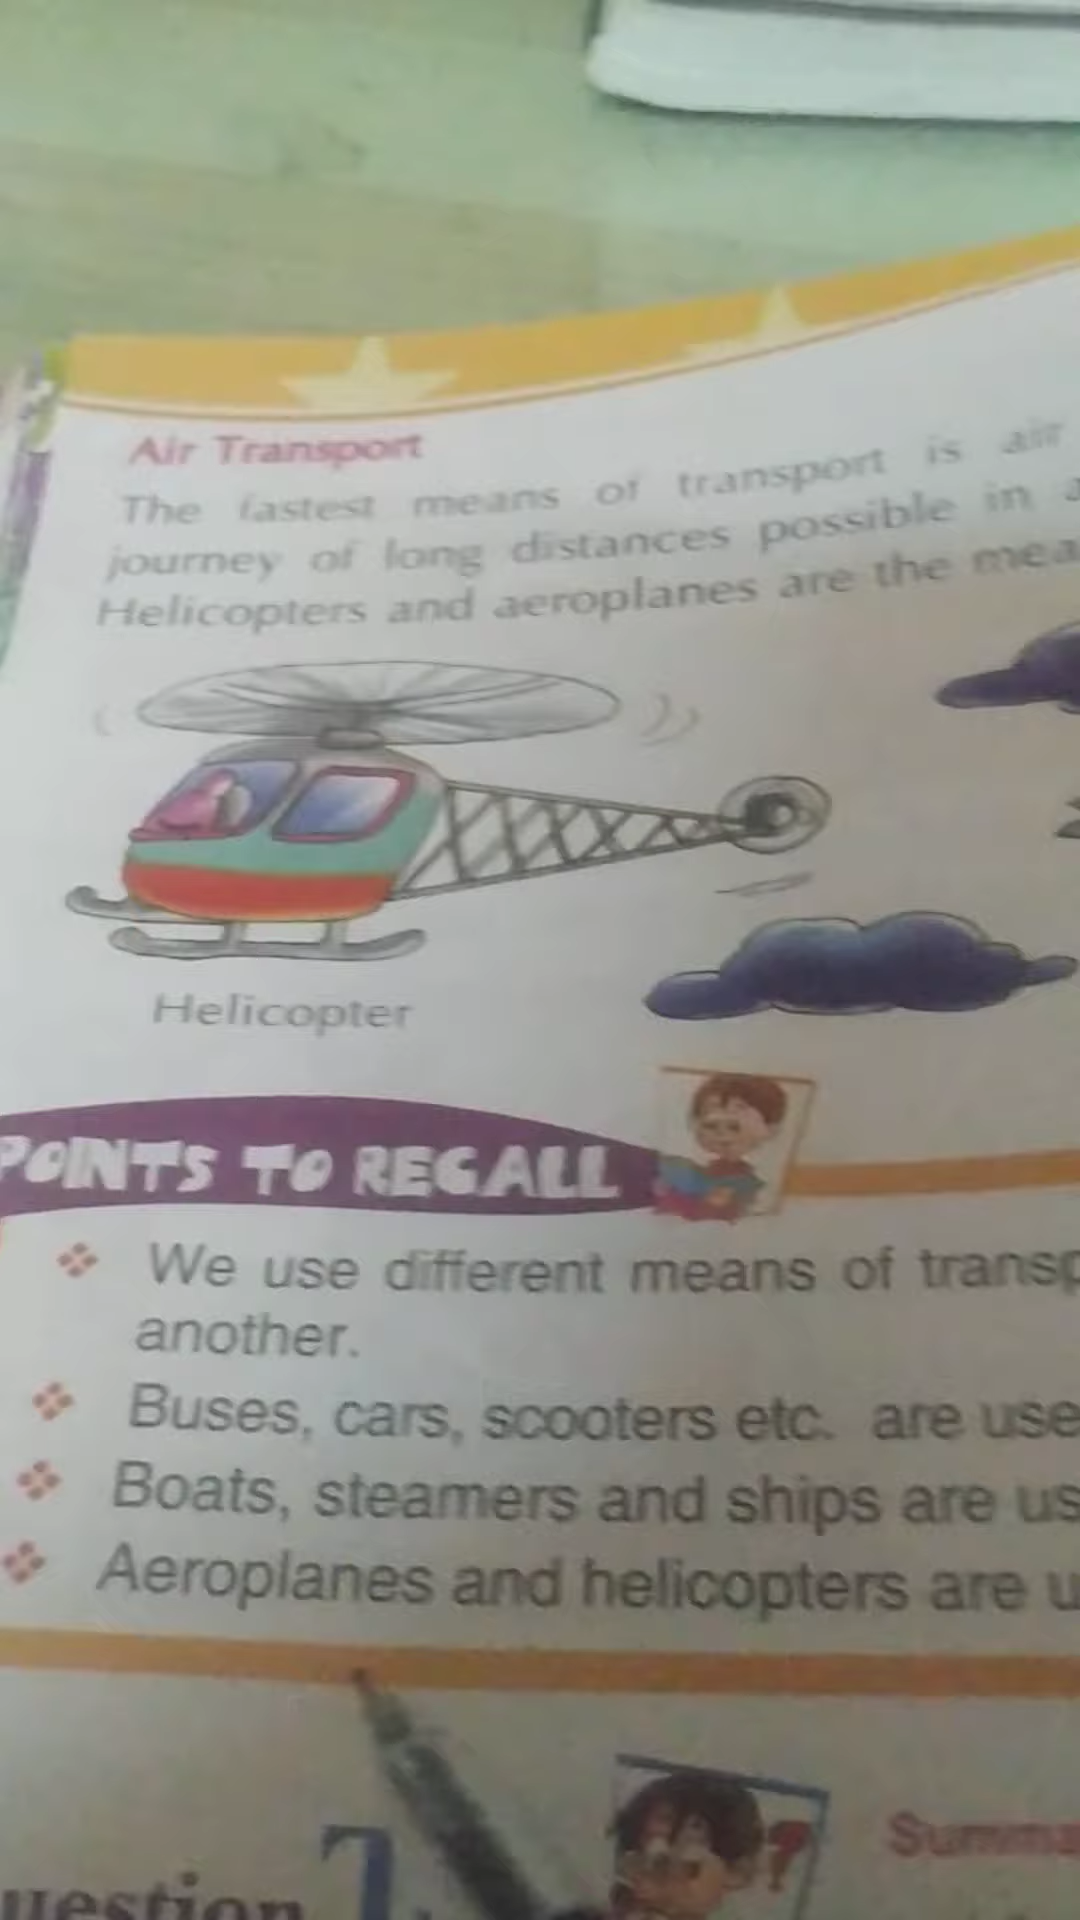 Air Transport
The fastest means of transport is air
journey of long distances possible in
Helicopters and aeroplanes are the
Helicopter
POINTS TO RECALL
We use different means of
another.
Buses, cars, scooters etc. are
Boats, steamers and ships are
Aeroplanes and helicopters are
?